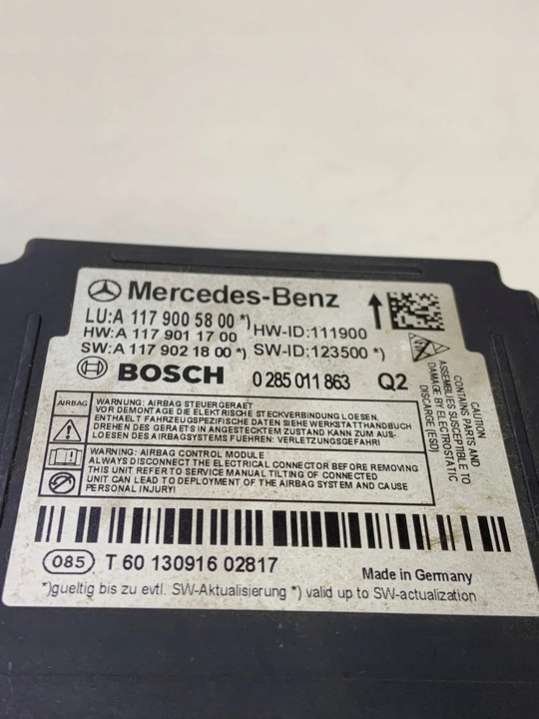 Mercedes-Benz
LU:A 117 900 58 00 *)
HW:A 117 901 17 00 HW-ID:111900
SW:A 117 902 18 00 *) SW-ID:123500 *)
BOSCH 0 285 011 863 Q2
AIRBAG
WARNING: AIRBAG STEUERGERAET
VOR DEMONTAGE DIE ELEKTRISCHE STECKVERBINDUNG LOESEN.
ENTHAELT FAHRZEUGSPEZIFISCHE DATEN SIEHE WERKSTATTHANDBUCH
DREHEN DES GERAETS IN ANGESTECKTEM ZUSTAND KANN ZUM AUS-
LOESEN DES AIRBAGSYSTEMS FUEHREN: VERLETZUNGSGEFAHR!
WARNING: AIRBAG CONTROL MODULE
ALWAYS DISCONNECT THE ELECTRICAL CONNECTOR BEFORE REMOVING
THIS UNIT REFER TO SERVICE MANUAL TILTING OF CONNECTED
UNIT CAN LEAD TO DEPLOYMENT OF THE AIRBAG SYSTEM AND CAUSE
PERSONAL INJURY!
CAUTION
CONTAINS PARTS AND
ASSEMBLIES SUSCEPTIBLE TO
DAMAGE BY ELECTROSTATIC
DISCHARGE (ESD)
085 T 60 130916 02817
Made in Germany
*)gueltig bis zu evtl. SW-Aktualisierung *) valid up to SW-actualization